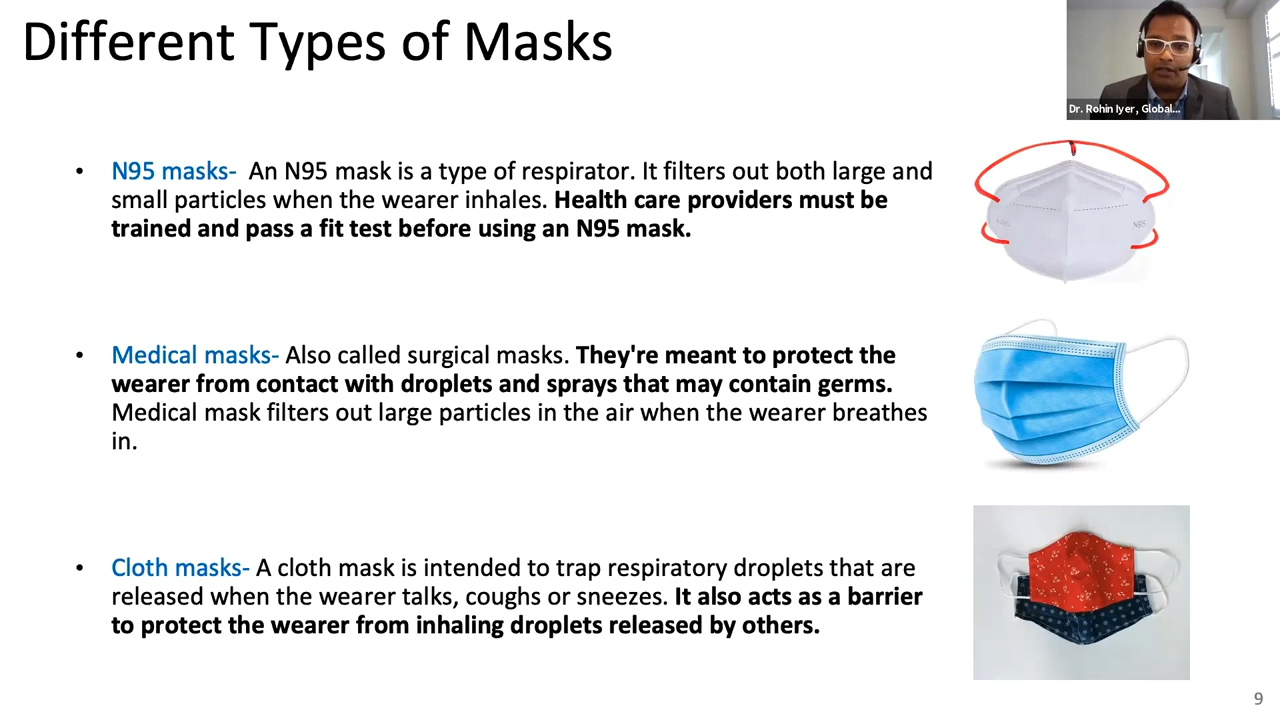 Different Types of Masks
Dr. Rohin Iyer, Global...
• N95 masks-  An N95 mask is a type of respirator. It filters out both large and
small particles when the wearer inhales. Health care providers must be
trained and pass a fit test before using an N95 mask.
N95
• Medical masks- Also called surgical masks. They're meant to protect the
wearer from contact with droplets and sprays that may contain germs.
Medical mask filters out large particles in the air when the wearer breathes
in.
• Cloth masks- A cloth mask is intended to trap respiratory droplets that are
released when the wearer talks, coughs or sneezes. It also acts as a barrier
to protect the wearer from inhaling droplets released by others.
9